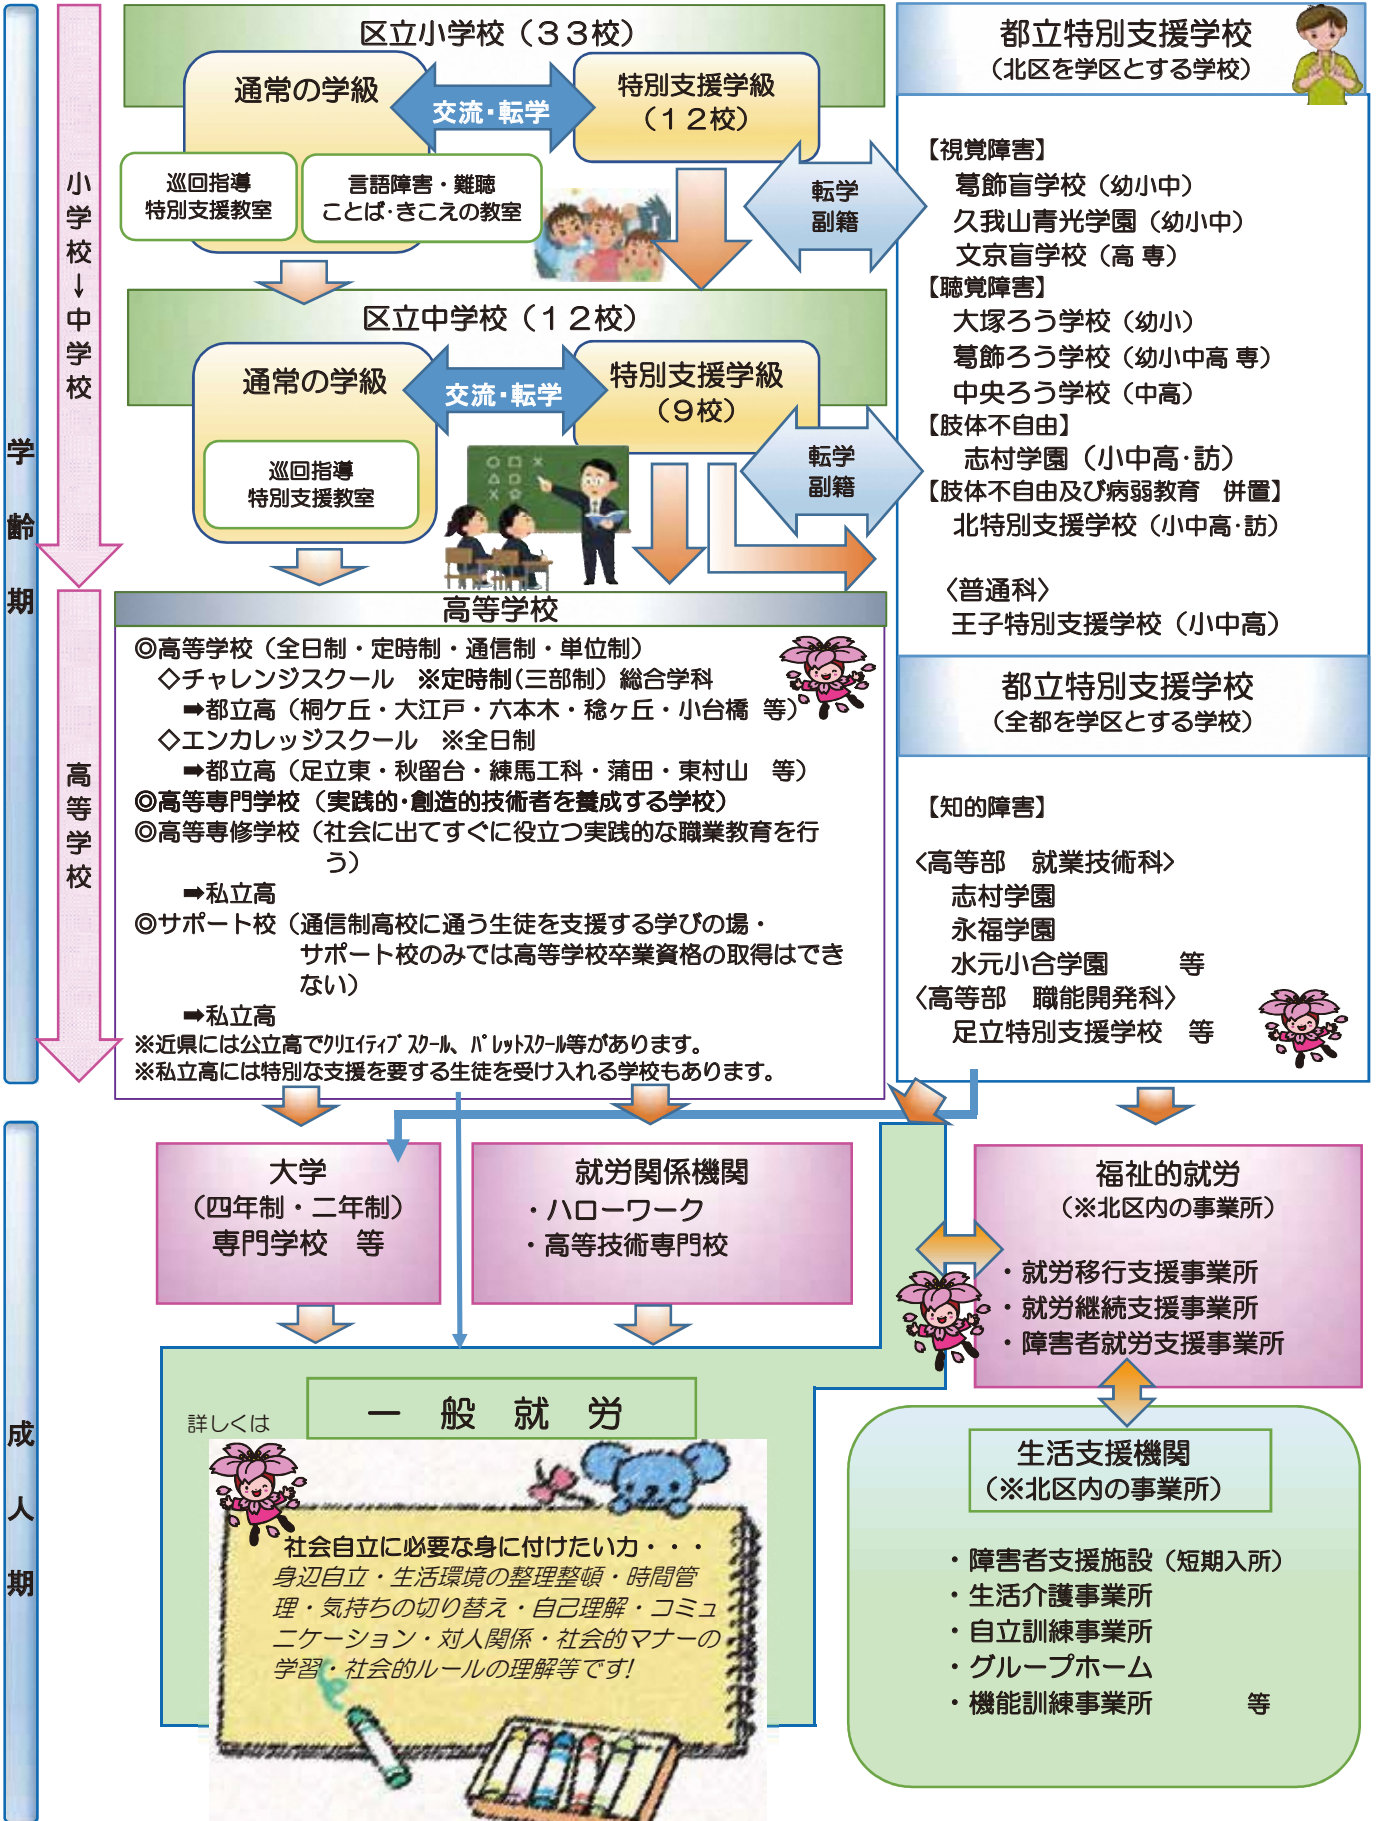 学齢期
成人期
小学校→中学校
高等学校
区立小学校（３３校）
通常の学級
交流・転学
特別支援学級
（１２校）
巡回指導
特別支援教室
言語障害・難聴
ことば・きこえの教室
転学
副籍
区立中学校（１２校）
通常の学級
交流・転学
特別支援学級
（９校）
巡回指導
特別支援教室
転学
副籍
都立特別支援学校
（北区を学区とする学校）
【視覚障害】
葛飾盲学校（幼小中）
久我山青光学園（幼小中）
文京盲学校（高 専）
【聴覚障害】
大塚ろう学校（幼小）
葛飾ろう学校（幼小中高 専）
中央ろう学校（中高）
【肢体不自由】
志村学園（小中高・訪）
【肢体不自由及び病弱教育　併置】
北特別支援学校（小中高・訪）
〈普通科〉
王子特別支援学校（小中高）
都立特別支援学校
（全都を学区とする学校）
【知的障害】
<高等部　就業技術科>
志村学園
永福学園
水元小合学園　　　等
〈高等部　職能開発科〉
足立特別支援学校　等
高等学校
◎高等学校（全日制・定時制・通信制・単位制）
◇チャレンジスクール　※定時制（三部制）総合学科
➡都立高（桐ケ丘・大江戸・六本木・稔ヶ丘・小台橋 等）
◇エンカレッジスクール　※全日制
➡都立高（足立東・秋留台・練馬工科・蒲田・東村山　等）
◎高等専門学校（実践的・創造的技術者を養成する学校）
◎高等専修学校（社会に出てすぐに役立つ実践的な職業教育を行
う）
➡私立高
◎サポート校（通信制高校に通う生徒を支援する学びの場・
サポート校のみでは高等学校卒業資格の取得はでき
ない）
➡私立高
※近県には公立高でｸﾘｴｲﾃｨﾌﾞｽｸｰﾙ、ﾊﾟﾚｯﾄｽｸｰﾙ等があります。
※私立高には特別な支援を要する生徒を受け入れる学校もあります。
大学
（四年制・二年制）
専門学校　等
就労関係機関
・ハローワーク
・高等技術専門校
福祉的就労
（※北区内の事業所）
・就労移行支援事業所
・就労継続支援事業所
・障害者就労支援事業所
一　般　就　労
詳しくは
社会自立に必要な身に付けたい力・・・
身辺自立・生活環境の整理整頓・時間管
理・気持ちの切り替え・自己理解・コミュ
ニケーション・対人関係・社会的マナーの
学習・社会的ルールの理解等です!
生活支援機関
（※北区内の事業所）
・障害者支援施設（短期入所）
・生活介護事業所
・自立訓練事業所
・グループホーム
・機能訓練事業所　　　　等